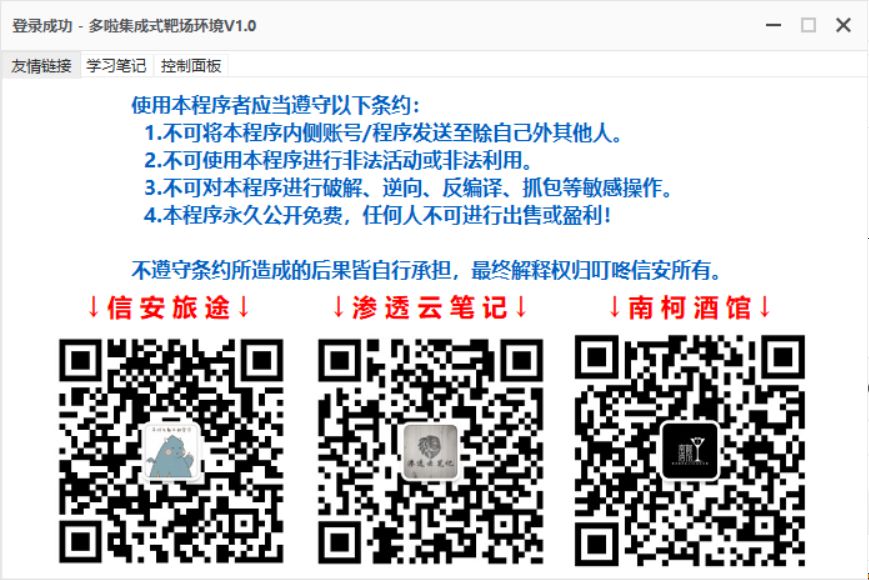 登录成功 - 多啦集成式靶场环境V1.0
友情链接 学习笔记 控制面板
使用本程序者应当遵守以下条约：
1.不可将本程序内侧账号/程序发送至除自己外其他人。
2.不可使用本程序进行非法活动或非法利用。
3.不可对本程序进行破解、逆向、反编译、抓包等敏感操作。
4.本程序永久公开免费，任何人不可进行出售或盈利！
不遵守条约所造成的后果皆自行承担，最终解释权归叮咚信安所有。
↓信安旅途↓ ↓渗透云笔记↓ ↓南柯酒馆↓
渗透云笔记
南柯酒馆